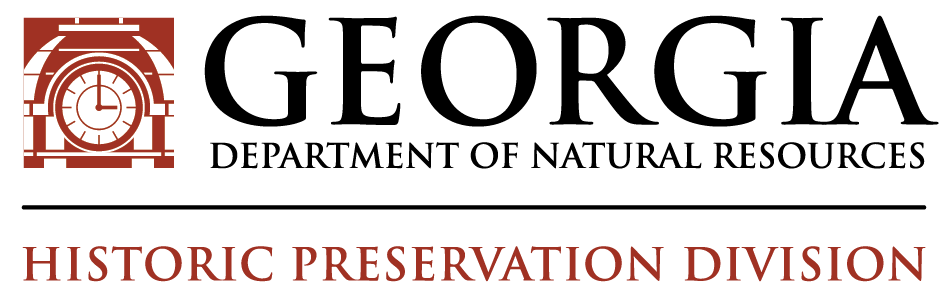 GEORGIA
DEPARTMENT OF NATURAL RESOURCES
HISTORIC PRESERVATION DIVISION